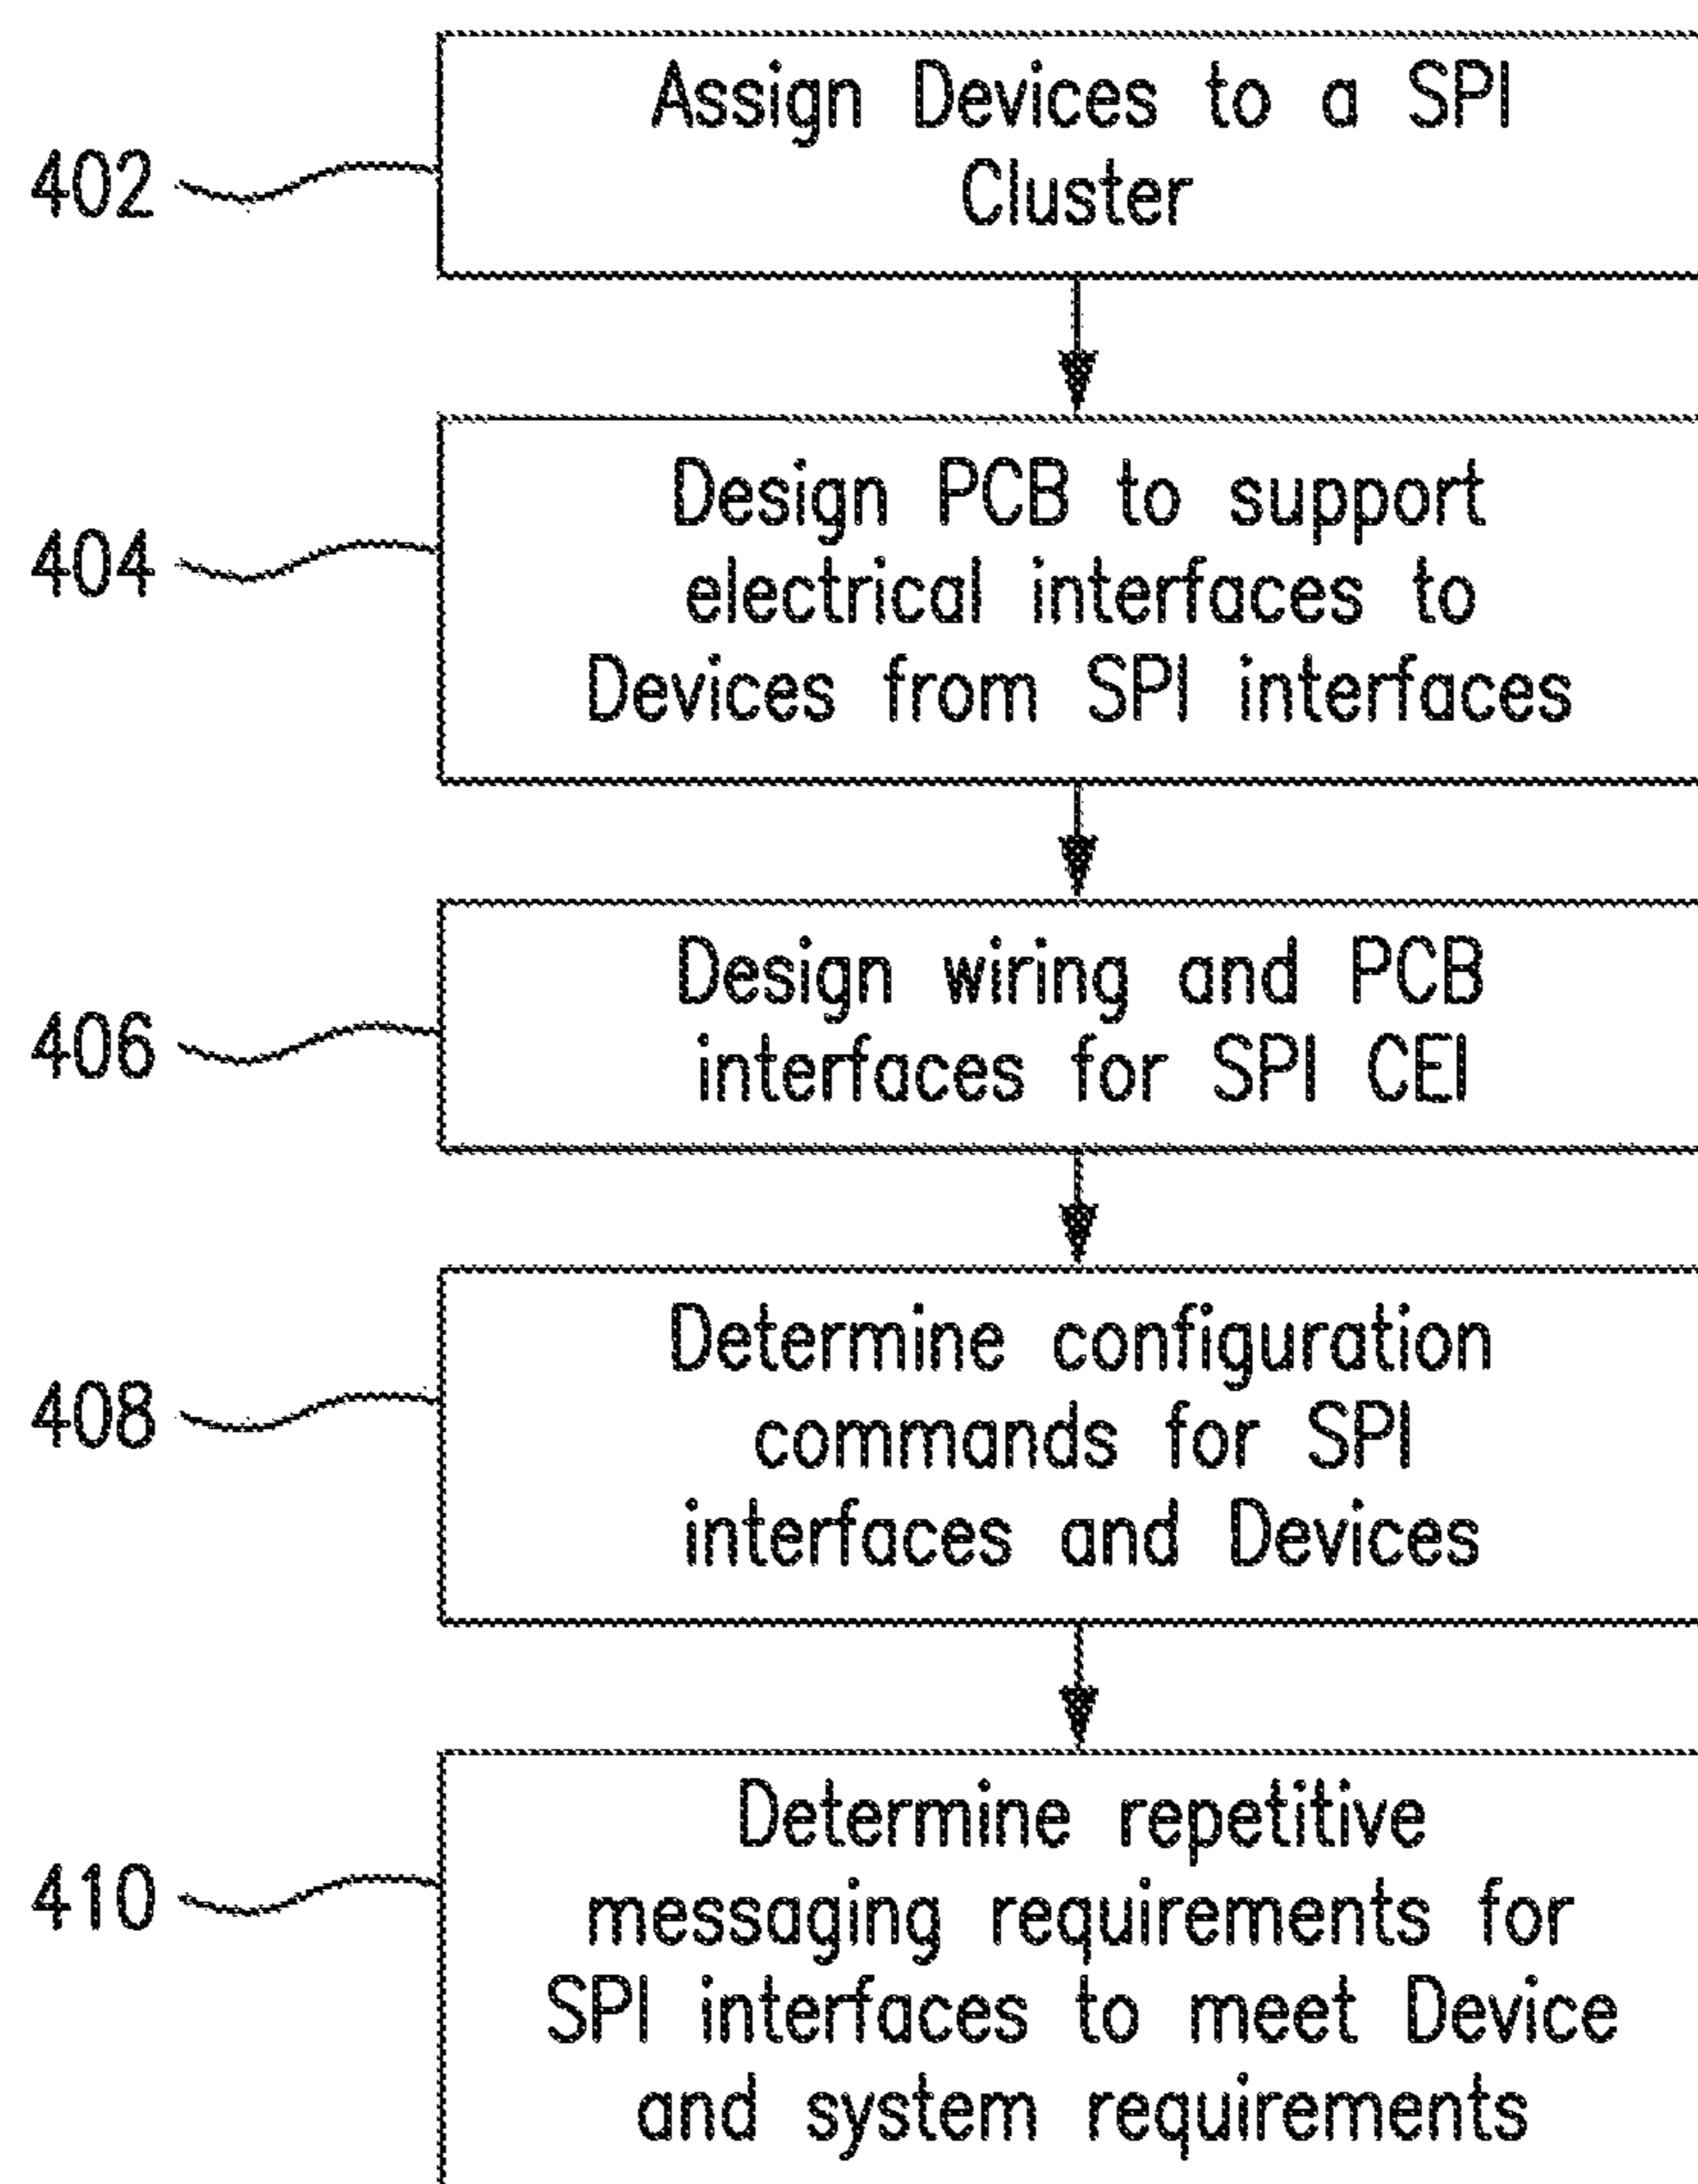 402
Assign Devices to a SPI
Cluster
404
Design PCB to support
electrical interfaces to
Devices from SPI interfaces
406
Design wiring and PCB
interfaces for SPI CEI
408
Determine configuration
commands for SPI
interfaces and Devices
410
Determine repetitive
messaging requirements for
SPI interfaces to meet Device
and system requirements